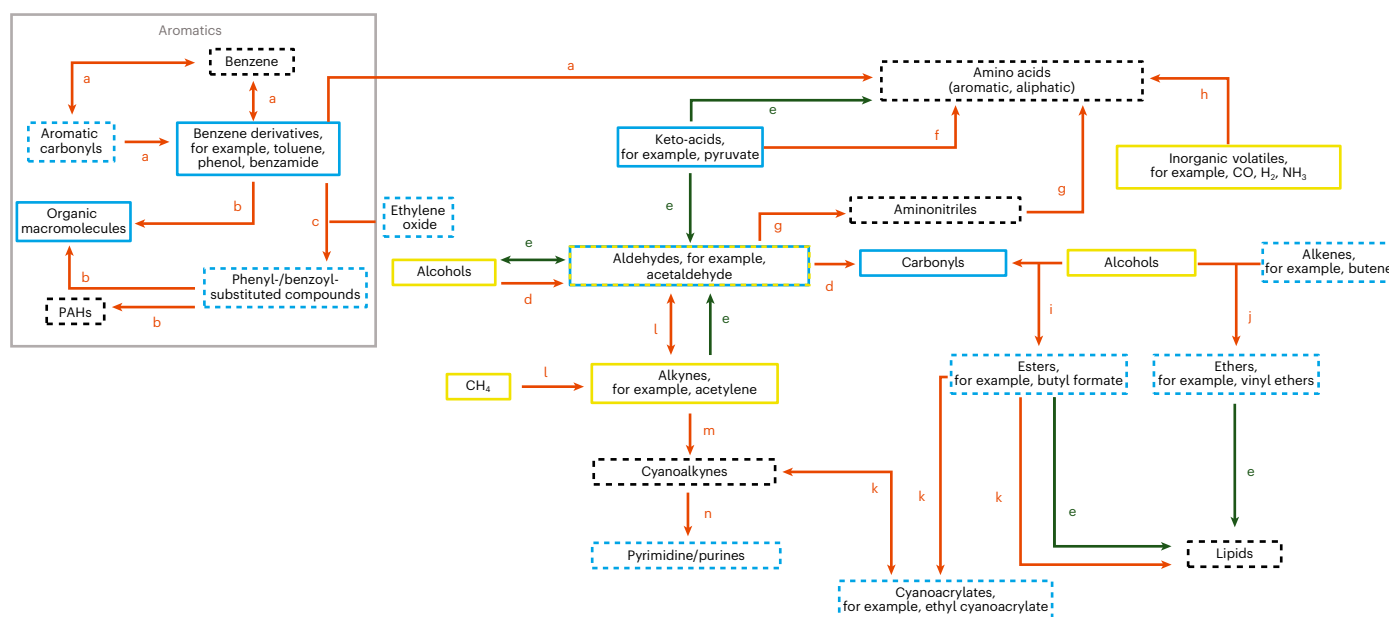 Aromatics
Benzene
a
a
a
Aromatic
carbonyls
a
Benzene derivatives,
for example, toluene,
phenol, benzamide
b
c
Organic
macromolecules
Ethylene
oxide
b
Phenyl-/benzoyl-
substituted compounds
PAHs
b
Amino acids
(aromatic, aliphatic)
e
h
Keto-acids,
for example, pyruvate
f
Inorganic volatiles,
for example, CO, H₂, NH₃
e
g
Aminonitriles
g
e
Alcohols
d
Aldehydes, for example,
acetaldehyde
d
Carbonyls
Alcohols
Alkenes,
for example, butene
i
j
l
e
CH₄
l
Alkynes,
for example, acetylene
Esters,
for example, butyl formate
Ethers,
for example, vinyl ethers
m
Cyanoalkynes
k
k
k
e
e
n
Pyrimidine/purines
Lipids
Cyanoacrylates,
for example, ethyl cyanoacrylate